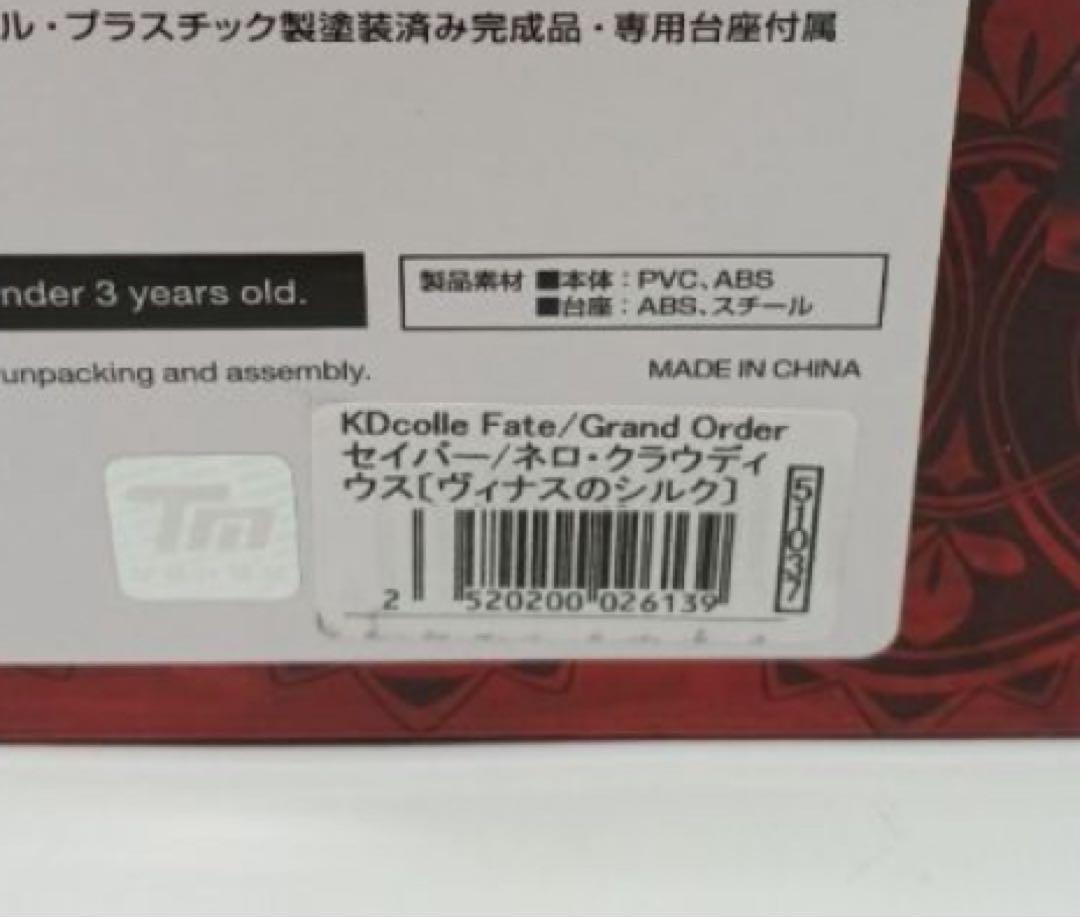 ル・プラスチック製塗装済み完成品・専用台座付属
nder 3 years old.
製品素材 ■本体：PVC、ABS
■台座：ABS、スチール
unpacking and assembly.
MADE IN CHINA
KDcolle Fate/Grand Order
セイバー/ネロ・クラウディ
ウス〔ヴィナスのシルク〕
51037
2 520200 026139
Tm